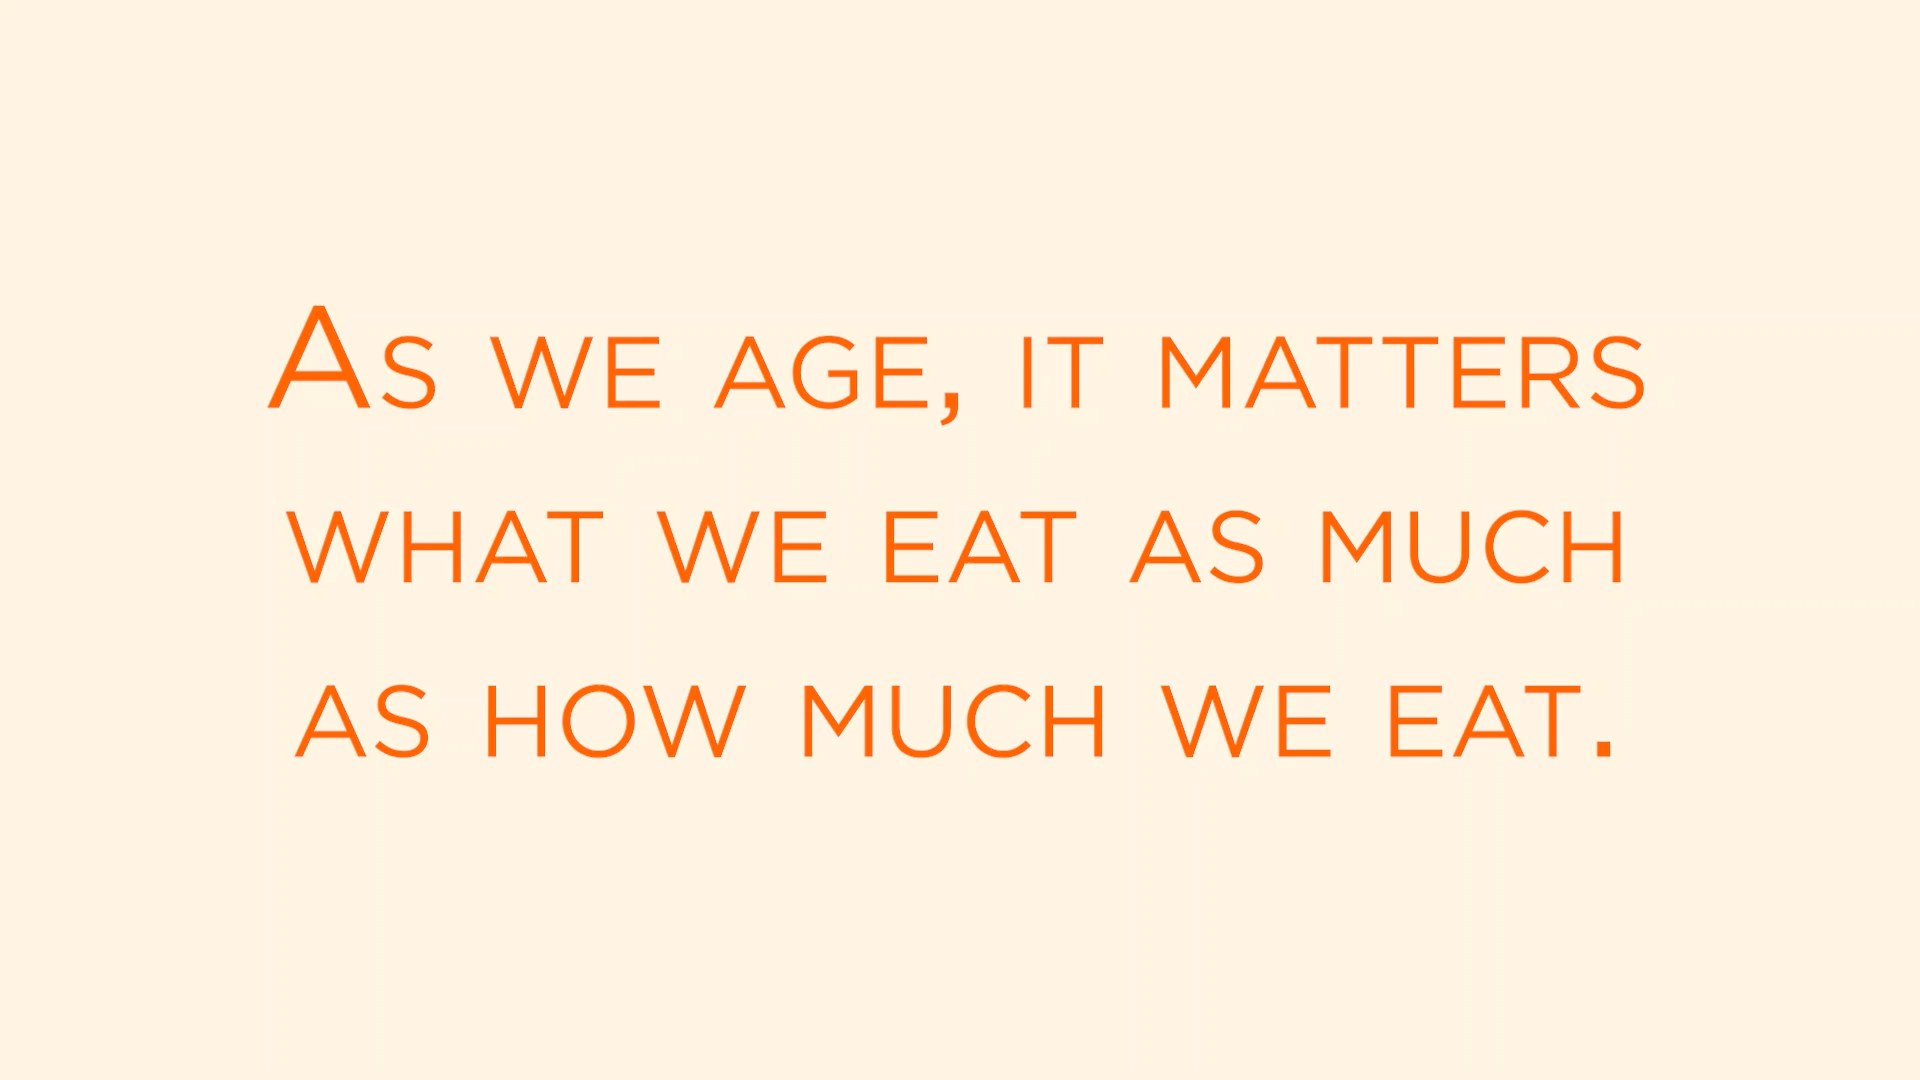 As we age, it matters
what we eat as much
as how much we eat.